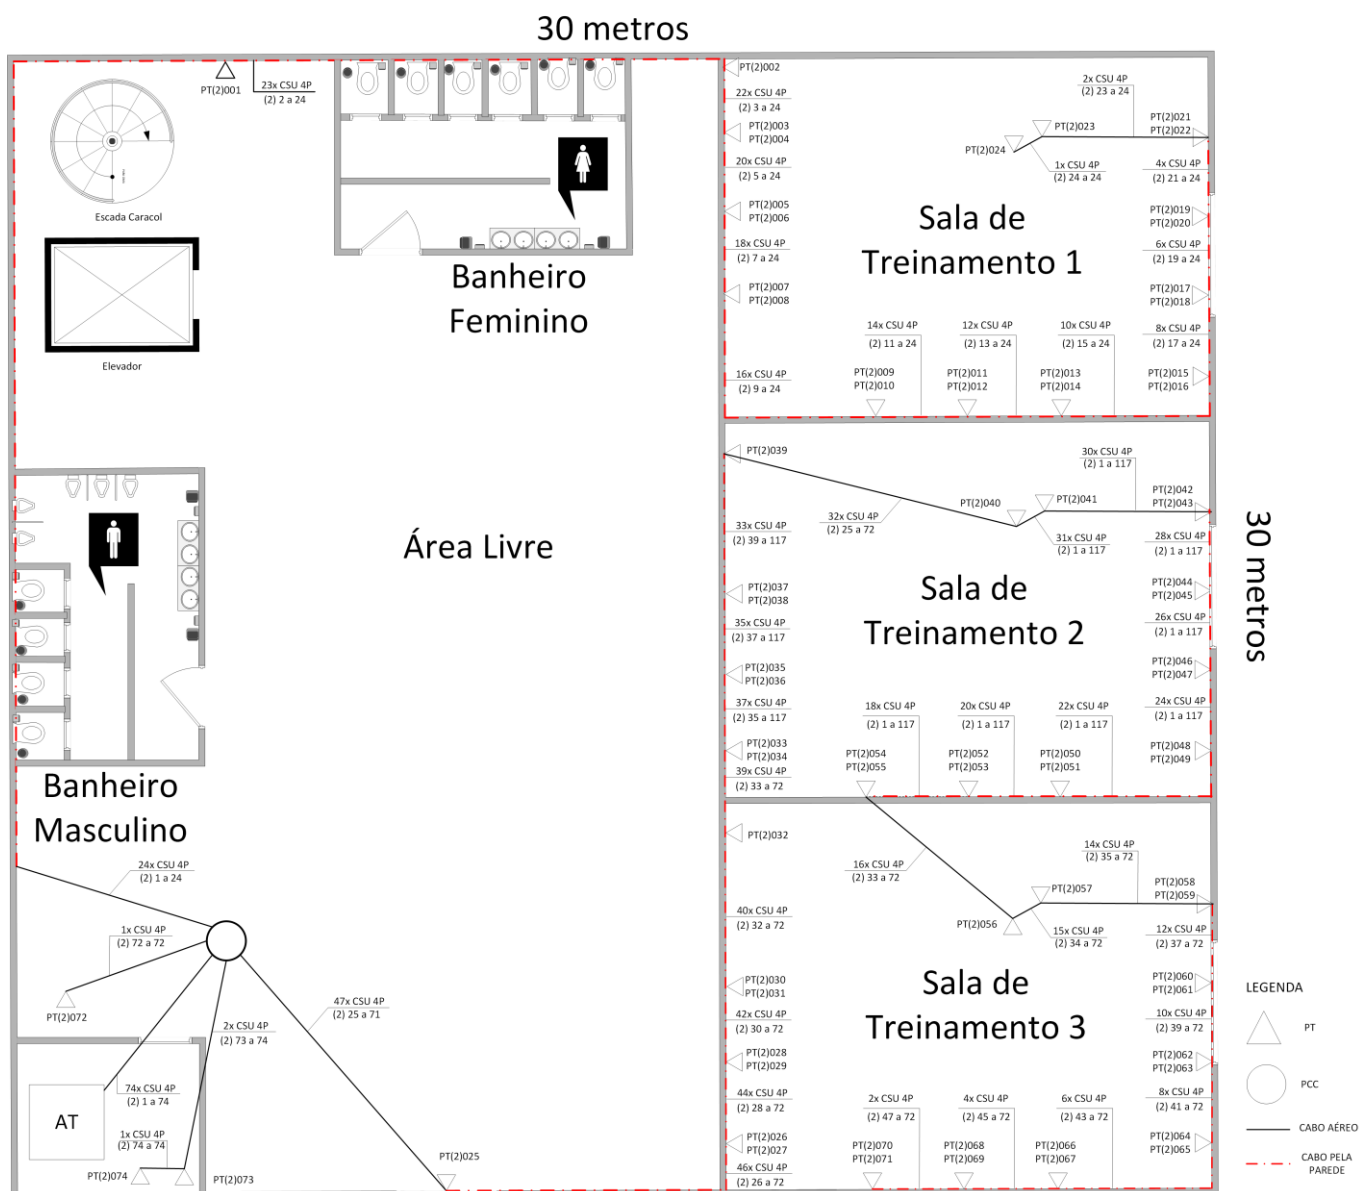 30 metros
PT(2)001
23x CSU 4P
(2) 2 a 24
Escada Caracol
Elevador
Banheiro
Feminino
PT(2)002
22x CSU 4P
(2) 3 a 24
PT(2)003
PT(2)004
20x CSU 4P
(2) 5 a 24
PT(2)005
PT(2)006
18x CSU 4P
(2) 7 a 24
PT(2)007
PT(2)008
16x CSU 4P
(2) 9 a 24
2x CSU 4P
(2) 23 a 24
PT(2)023
PT(2)024
1x CSU 4P
(2) 24 a 24
PT(2)021
PT(2)022
4x CSU 4P
(2) 21 a 24
PT(2)019
PT(2)020
6x CSU 4P
(2) 19 a 24
PT(2)017
PT(2)018
8x CSU 4P
(2) 17 a 24
PT(2)015
PT(2)016
Sala de
Treinamento 1
14x CSU 4P
(2) 11 a 24
12x CSU 4P
(2) 13 a 24
10x CSU 4P
(2) 15 a 24
PT(2)009
PT(2)010
PT(2)011
PT(2)012
PT(2)013
PT(2)014
Área Livre
30 metros
PT(2)039
33x CSU 4P
(2) 39 a 117
PT(2)037
PT(2)038
35x CSU 4P
(2) 37 a 117
PT(2)035
PT(2)036
37x CSU 4P
(2) 35 a 117
PT(2)033
PT(2)034
39x CSU 4P
(2) 33 a 72
32x CSU 4P
(2) 25 a 72
PT(2)040
PT(2)041
30x CSU 4P
(2) 1 a 117
31x CSU 4P
(2) 1 a 117
PT(2)042
PT(2)043
28x CSU 4P
(2) 1 a 117
PT(2)044
PT(2)045
26x CSU 4P
(2) 1 a 117
PT(2)046
PT(2)047
24x CSU 4P
(2) 1 a 117
PT(2)048
PT(2)049
Sala de
Treinamento 2
18x CSU 4P
(2) 1 a 117
20x CSU 4P
(2) 1 a 117
22x CSU 4P
(2) 1 a 117
PT(2)054
PT(2)055
PT(2)052
PT(2)053
PT(2)050
PT(2)051
Banheiro
Masculino
24x CSU 4P
(2) 1 a 24
1x CSU 4P
(2) 72 a 72
PT(2)072
47x CSU 4P
(2) 25 a 71
2x CSU 4P
(2) 73 a 74
74x CSU 4P
(2) 1 a 74
AT
1x CSU 4P
(2) 74 a 74
PT(2)074
PT(2)073
PT(2)025
PT(2)032
40x CSU 4P
(2) 32 a 72
PT(2)030
PT(2)031
42x CSU 4P
(2) 30 a 72
PT(2)028
PT(2)029
44x CSU 4P
(2) 28 a 72
PT(2)026
PT(2)027
46x CSU 4P
(2) 26 a 72
16x CSU 4P
(2) 33 a 72
14x CSU 4P
(2) 35 a 72
PT(2)057
PT(2)056
15x CSU 4P
(2) 34 a 72
PT(2)058
PT(2)059
12x CSU 4P
(2) 37 a 72
PT(2)060
PT(2)061
10x CSU 4P
(2) 39 a 72
PT(2)062
PT(2)063
8x CSU 4P
(2) 41 a 72
PT(2)064
PT(2)065
Sala de
Treinamento 3
2x CSU 4P
(2) 47 a 72
4x CSU 4P
(2) 45 a 72
6x CSU 4P
(2) 43 a 72
PT(2)070
PT(2)071
PT(2)068
PT(2)069
PT(2)066
PT(2)067
LEGENDA
PT
PCC
CABO AÉREO
CABO PELA
PAREDE